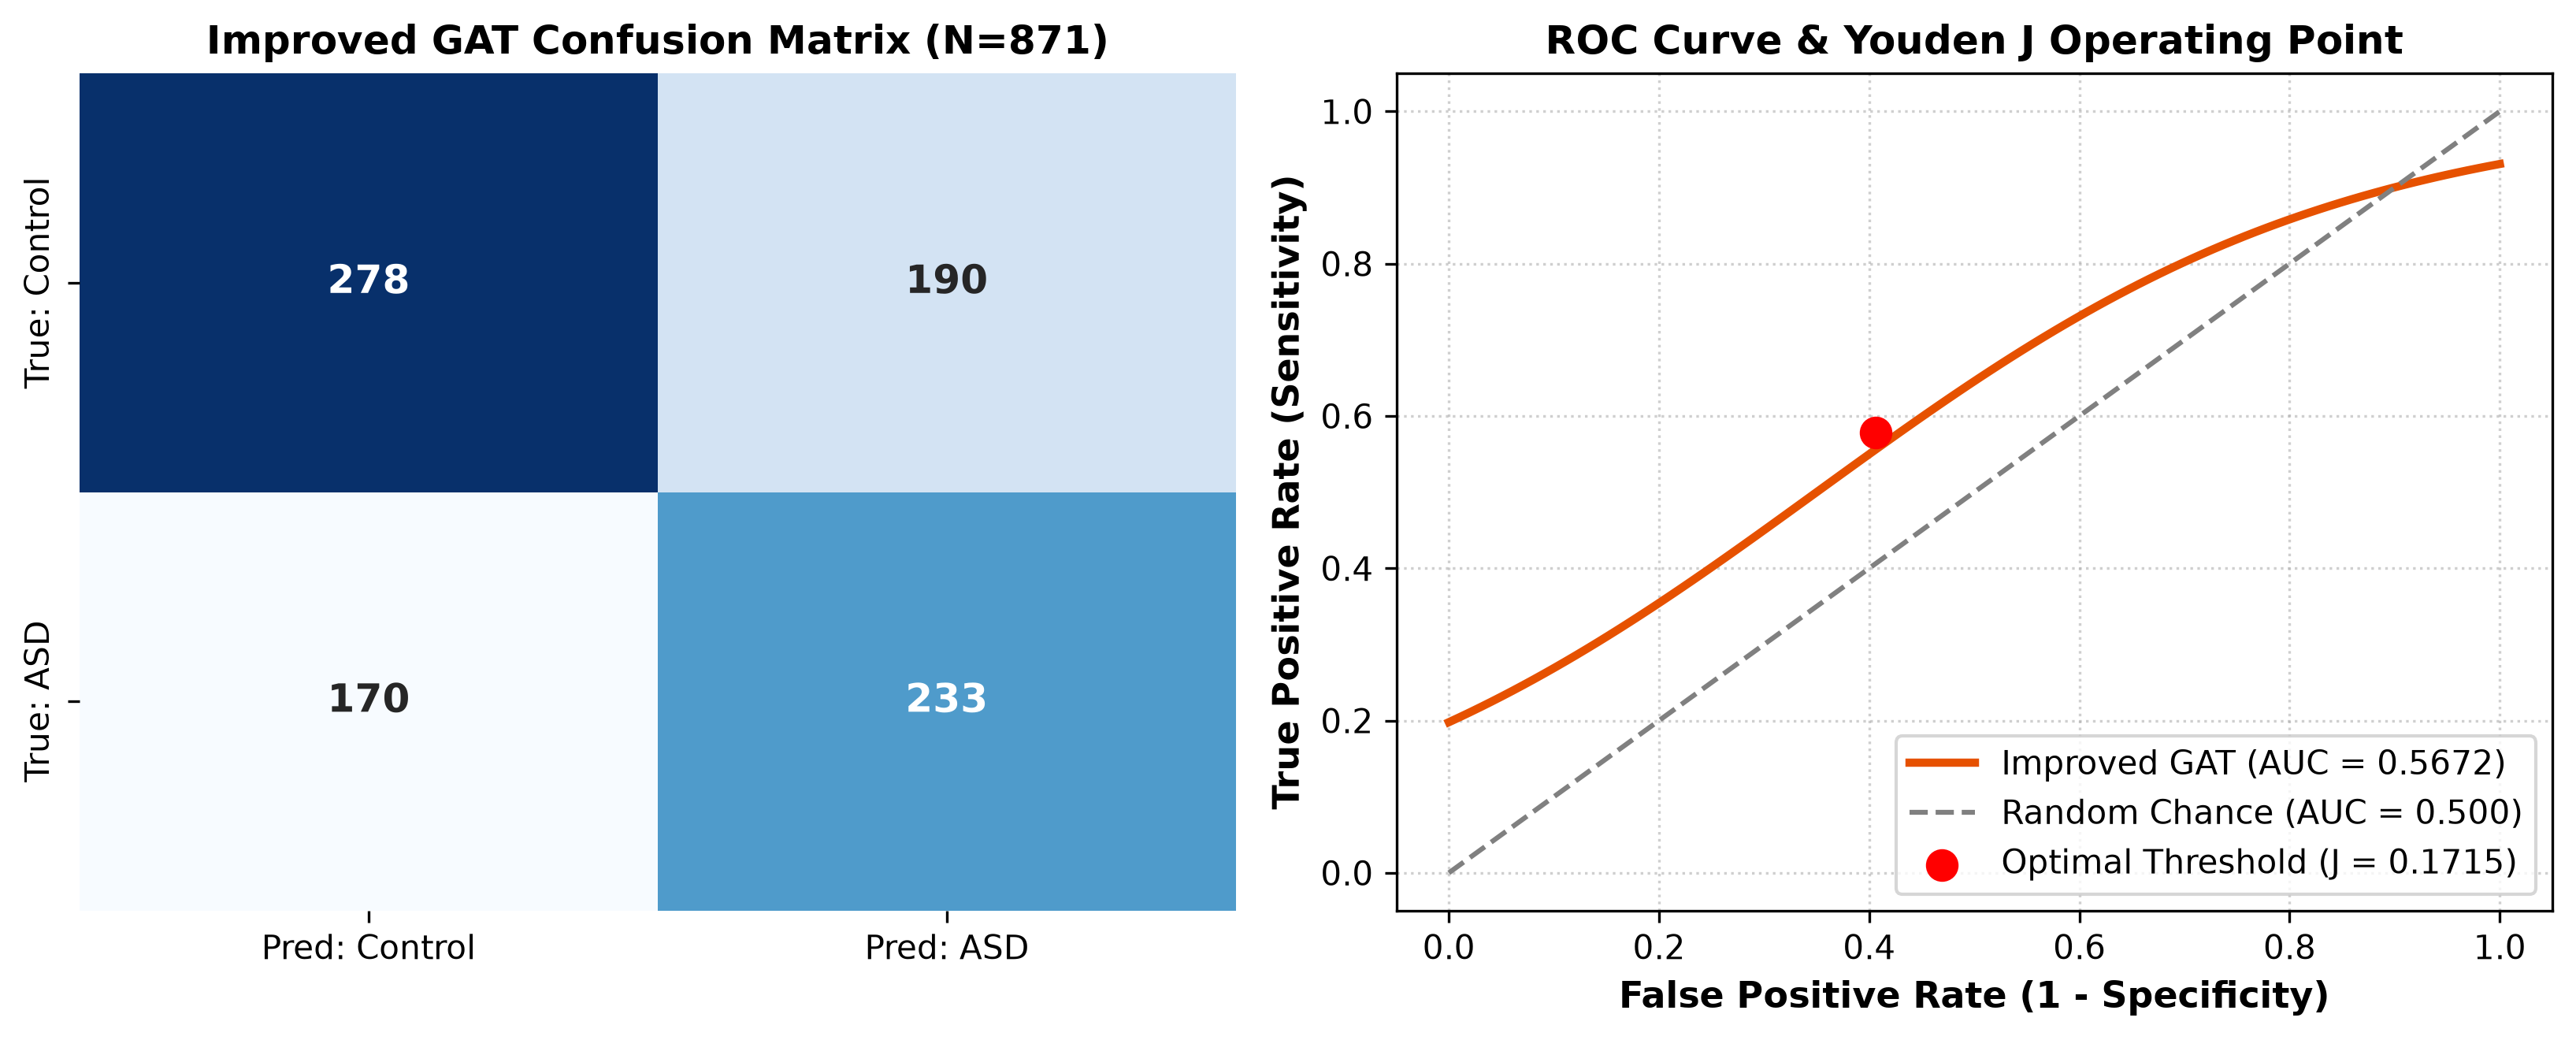 Improved GAT Confusion Matrix (N=871)
True: Control
278
190
True: ASD
170
233
Pred: Control
Pred: ASD
ROC Curve & Youden J Operating Point
True Positive Rate (Sensitivity)
1.0
0.8
0.6
0.4
0.2
0.0
Improved GAT (AUC = 0.5672)
Random Chance (AUC = 0.500)
Optimal Threshold (J = 0.1715)
0.0
0.2
0.4
0.6
0.8
1.0
False Positive Rate (1 - Specificity)